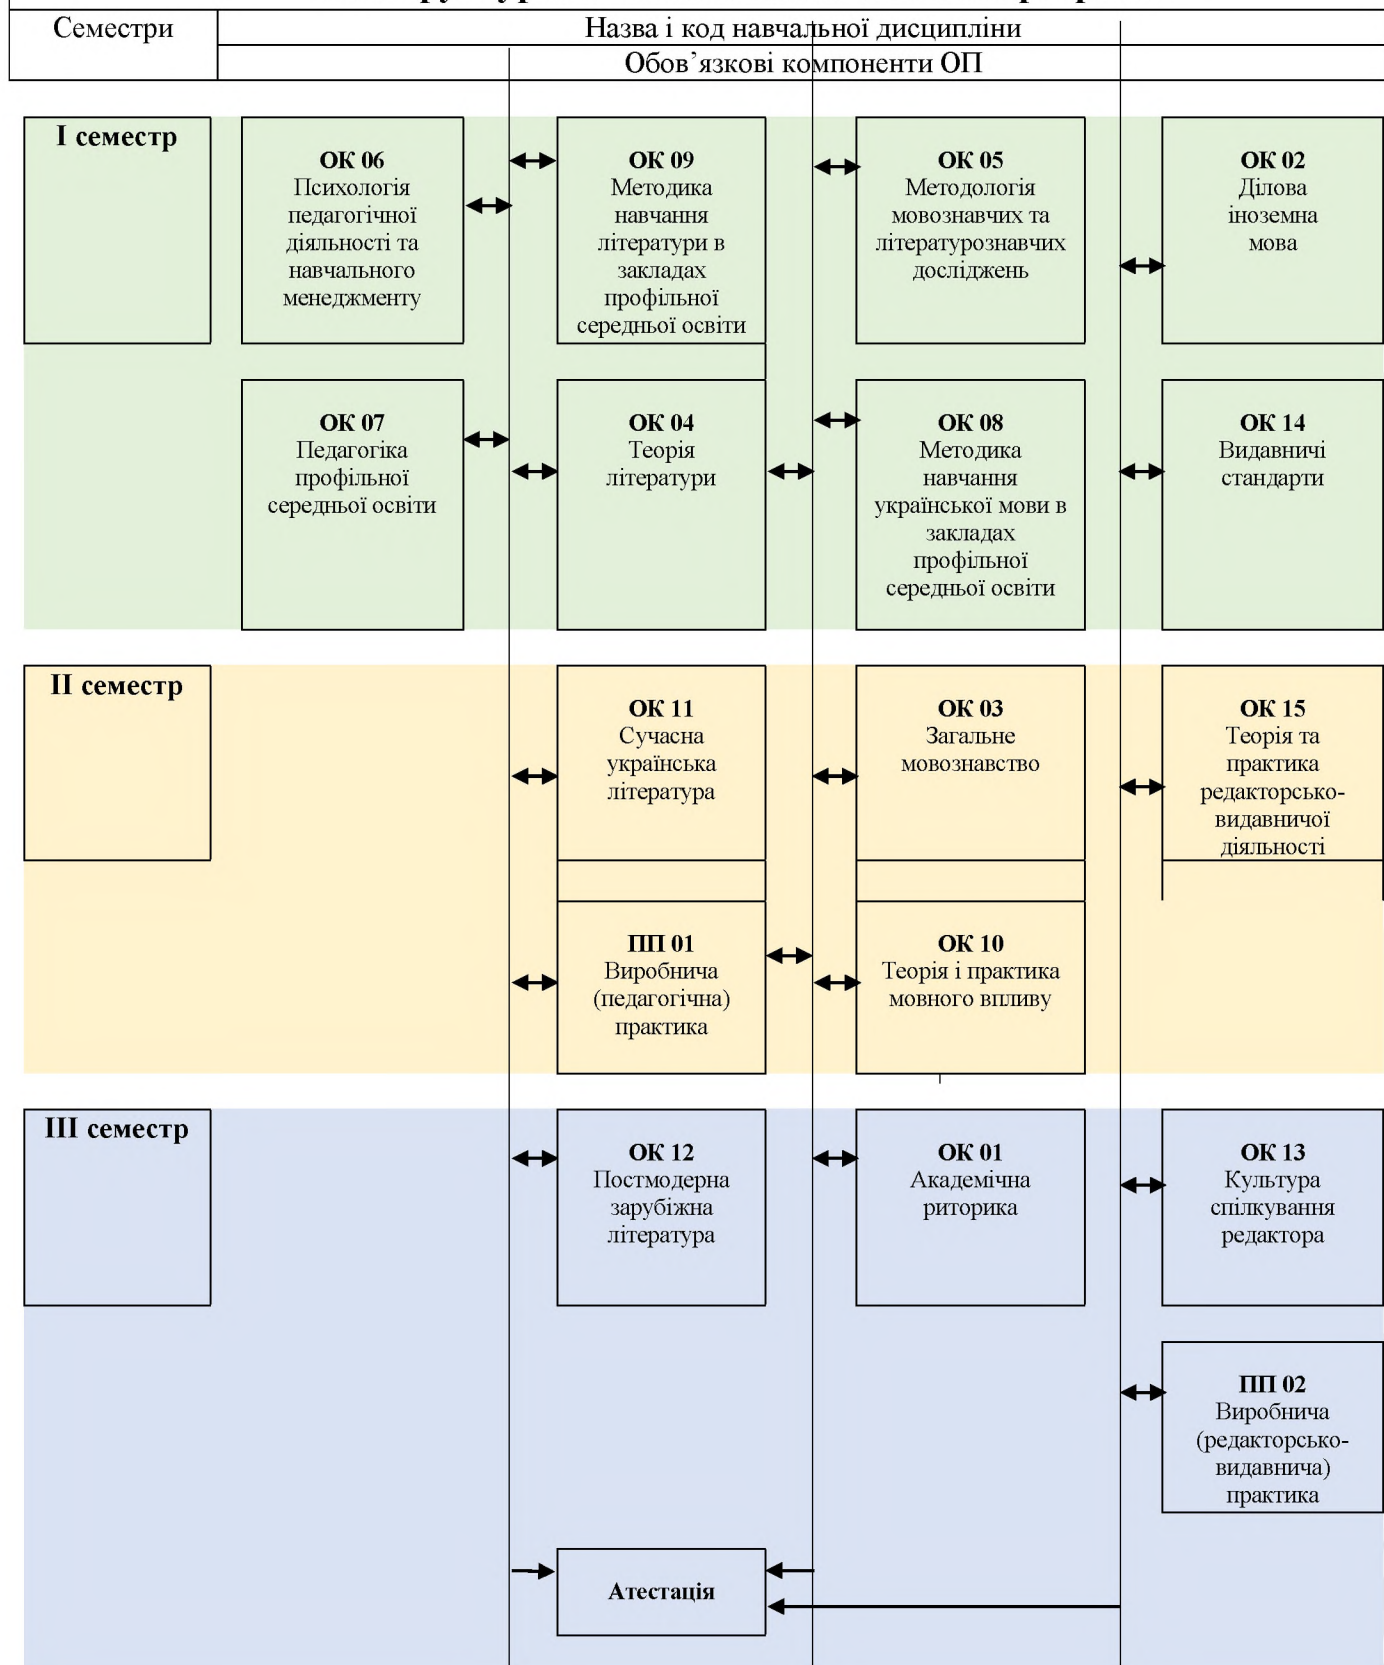 Семестри
Назва і код навчальної дисципліни
Обов’язкові компоненти ОП
І семестр
ОК 06
Психологія
педагогічної
діяльності та
навчального
менеджменту
ОК 09
Методика
навчання
літератури в
закладах
профільної
середньої освіти
ОК 05
Методологія
мовознавчих та
літературознавчих
досліджень
ОК 02
Ділова
іноземна
мова
ОК 07
Педагогіка
профільної
середньої освіти
ОК 04
Теорія
літератури
ОК 08
Методика
навчання
української мови в
закладах
профільної
середньої освіти
ОК 14
Видавничі
стандарти
ІІ семестр
ОК 11
Сучасна
українська
література
ОК 03
Загальне
мовознавство
ОК 15
Теорія та
практика
редакторсько-
видавничої
діяльності
ПП 01
Виробнича
(педагогічна)
практика
ОК 10
Теорія і практика
мовного впливу
ІІІ семестр
ОК 12
Постмодерна
зарубіжна
література
ОК 01
Академічна
риторика
ОК 13
Культура
спілкування
редактора
ПП 02
Виробнича
(редакторсько-
видавнича)
практика
Атестація